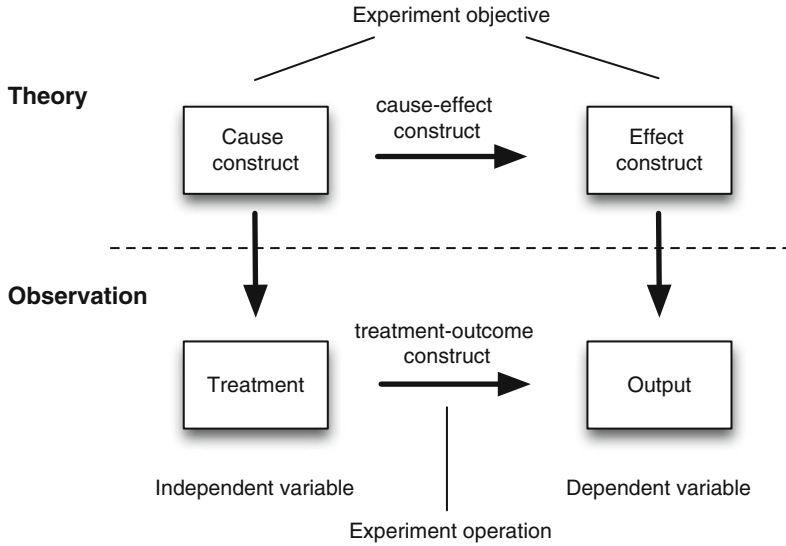 Experiment objective
Theory
cause-effect
construct
Cause
construct
Effect
construct
Observation
treatment-outcome
construct
Treatment
Output
Independent variable
Dependent variable
Experiment operation